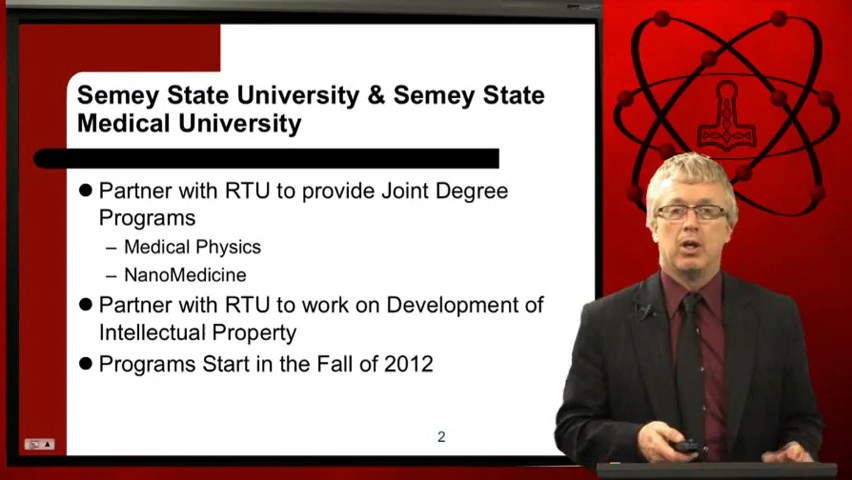 Semey State University & Semey State
Medical University
● Partner with RTU to provide Joint Degree
Programs
– Medical Physics
– NanoMedicine
● Partner with RTU to work on Development of
Intellectual Property
● Programs Start in the Fall of 2012
2